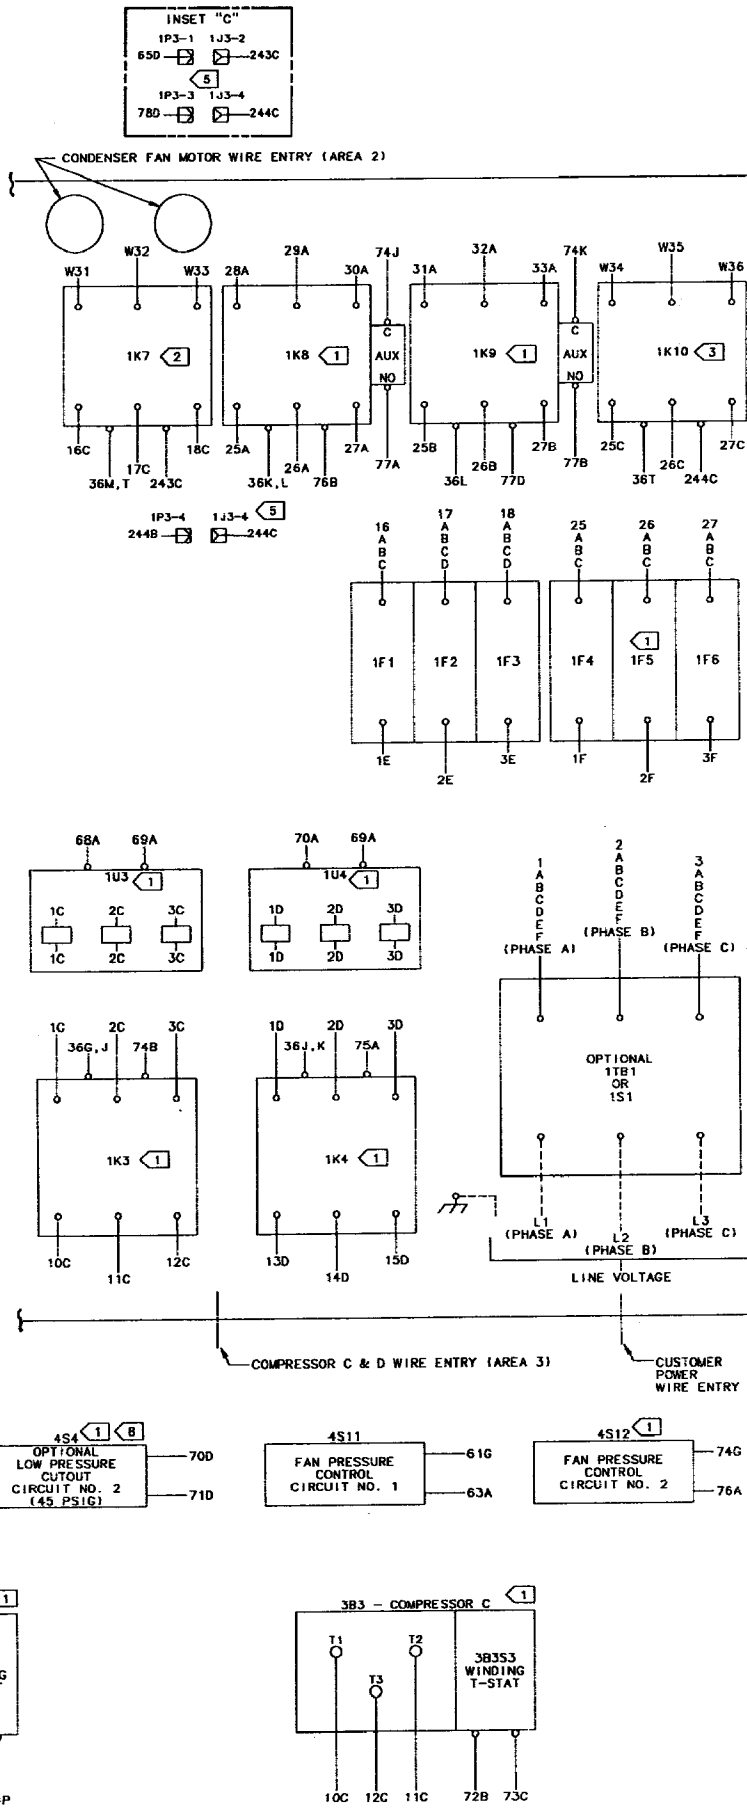 INSET "C"
1P3-1 1J3-2
65D 243C
5
1P3-3 1J3-4
78D 244C
CONDENSER FAN MOTOR WIRE ENTRY (AREA 2)
W31 W32 W33 28A 29A 30A 74J 31A 32A 33A 74K W34 W35 W36
C C
1K7 2 1K8 1 AUX 1K9 1 AUX 1K10 3
NO NO
16C 17C 18C 25A 26A 27A 77A 25B 26B 27B 77B 25C 26C 27C
36M,T 243C 36K,L 76B 36L 77D 36T 244C
1P3-4 1J3-4 5
244B 244C
16 17 18 25 26 27
A A A A A A
B B B B B B
C C C C C C
D D
1F1 1F2 1F3 1F4 1F5 1 1F6
1E 2E 3E 1F 2F 3F
68A 69A 70A 69A
1U3 1 1U4 1
1C 2C 3C 1D 2D 3D
1C 2C 3C 1D 2D 3D
1 2 3
A A A
B B B
C C C
D D D
E E E
F F F
(PHASE A) (PHASE B) (PHASE C)
1C 2C 3C 1D 2D 3D
36G,J 74B 36J,K 75A
OPTIONAL
1TB1
OR
1S1
1K3 1 1K4 1
L1 L2 L3
(PHASE A) (PHASE B) (PHASE C)
10C 11C 12C 13D 14D 15D
LINE VOLTAGE
COMPRESSOR C & D WIRE ENTRY (AREA 3)
CUSTOMER
POWER
WIRE ENTRY
4S4 1 8
OPTIONAL
LOW PRESSURE
CUTOUT
CIRCUIT NO. 2
(45 PSIG)
70D
71D
4S11
FAN PRESSURE
CONTROL
CIRCUIT NO. 1
61G
63A
4S12 1
FAN PRESSURE
CONTROL
CIRCUIT NO. 2
74G
76A
1
G
P
3B3 - COMPRESSOR C 1
T1 T2
T3
3B3S3
WINDING
T-STAT
10C 12C 11C 72B 73C